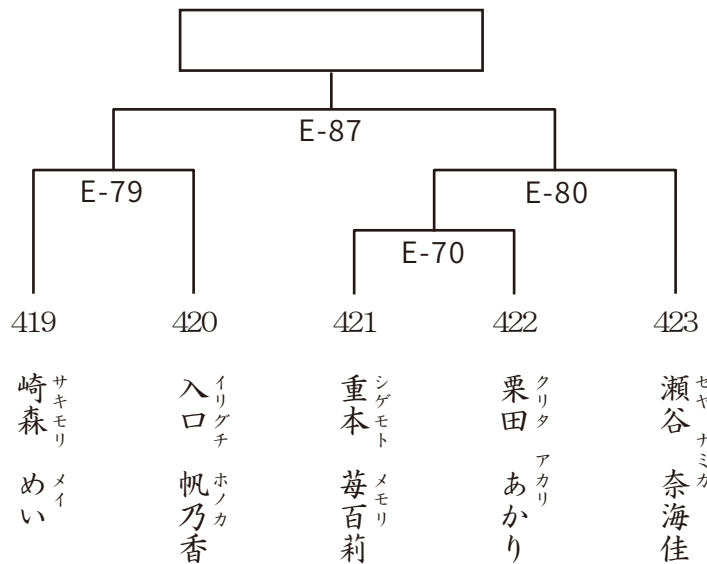 E-87
E-79
E-80
E-70
419
420
421
422
423
崎森 めい
サキモリ メイ
入口 帆乃香
イリグチ ホノカ
重本 苺百莉
シゲモト メモリ
栗田 あかり
クリタ アカリ
瀬谷 奈海佳
セヤ ナミカ